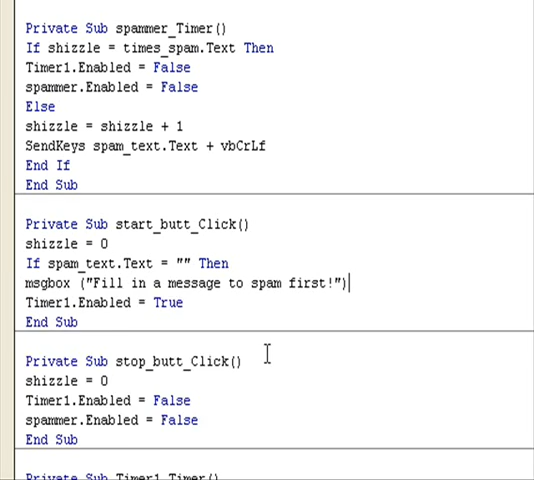 Private Sub spammer_Timer()
If shizzle = times_spam.Text Then
Timer1.Enabled = False
spammer.Enabled = False
Else
shizzle = shizzle + 1
SendKeys spam_text.Text + vbCrLf
End If
End Sub
Private Sub start_butt_Click()
shizzle = 0
If spam_text.Text = "" Then
msgbox ("Fill in a message to spam first!")
Timer1.Enabled = True
End Sub
Private Sub stop_butt_Click()
shizzle = 0
Timer1.Enabled = False
spammer.Enabled = False
End Sub
Private Sub Timer1_Timer()